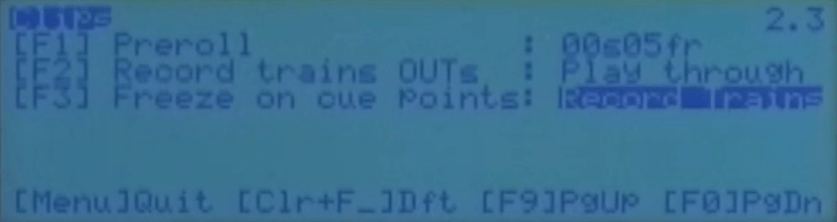 Clips 2.3
[F1] Preroll : 00s05fr
[F2] Record trains OUTs : Play through
[F3] Freeze on cue points: Record Trains
[Menu]Quit [Clr+F_]Dft [F9]PgUp [F0]PgDn